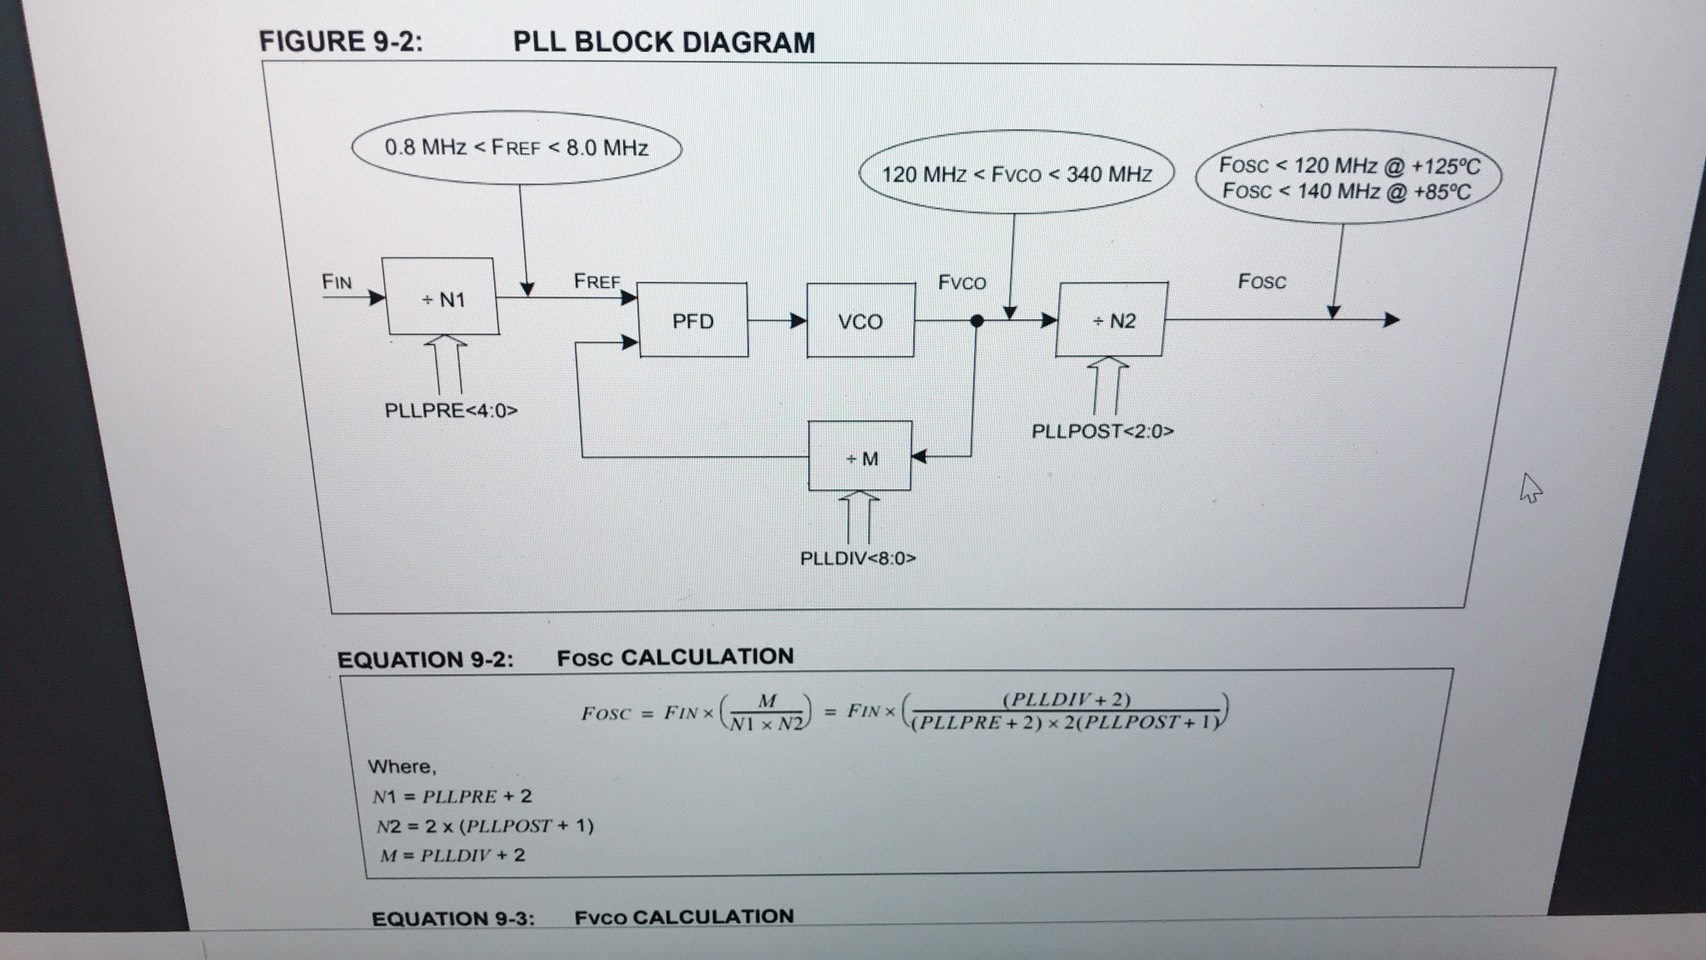 FIGURE 9-2: PLL BLOCK DIAGRAM
0.8 MHz < FREF < 8.0 MHz
120 MHz < FVCO < 340 MHz
FOSC < 120 MHz @ +125ºC
FOSC < 140 MHz @ +85ºC
FIN
÷ N1
FREF
PFD
VCO
FVCO
÷ N2
FOSC
PLLPRE<4:0>
PLLPOST<2:0>
÷ M
PLLDIV<8:0>
EQUATION 9-2: FOSC CALCULATION
FOSC = FIN × (M / (N1 × N2)) = FIN × ((PLLDIV + 2) / ((PLLPRE + 2) × 2(PLLPOST + 1)))
Where,
N1 = PLLPRE + 2
N2 = 2 x (PLLPOST + 1)
M = PLLDIV + 2
EQUATION 9-3: FVCO CALCULATION